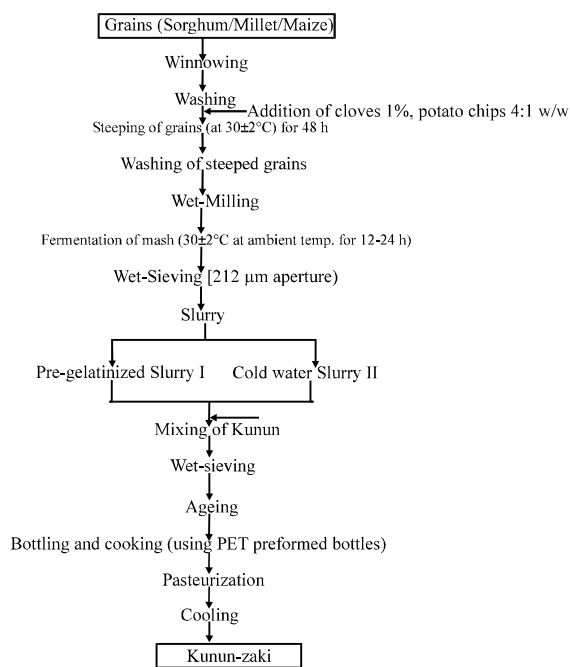 Grains (Sorghum/Millet/Maize)
Winnowing
Washing
Addition of cloves 1%, potato chips 4:1 w/w
Steeping of grains (at 30±2°C) for 48 h
Washing of steeped grains
Wet-Milling
Fermentation of mash (30±2°C at ambient temp. for 12-24 h)
Wet-Sieving [212 µm aperture)
Slurry
Pre-gelatinized Slurry I
Cold water Slurry II
Mixing of Kunun
Wet-sieving
Ageing
Bottling and cooking (using PET preformed bottles)
Pasteurization
Cooling
Kunun-zaki